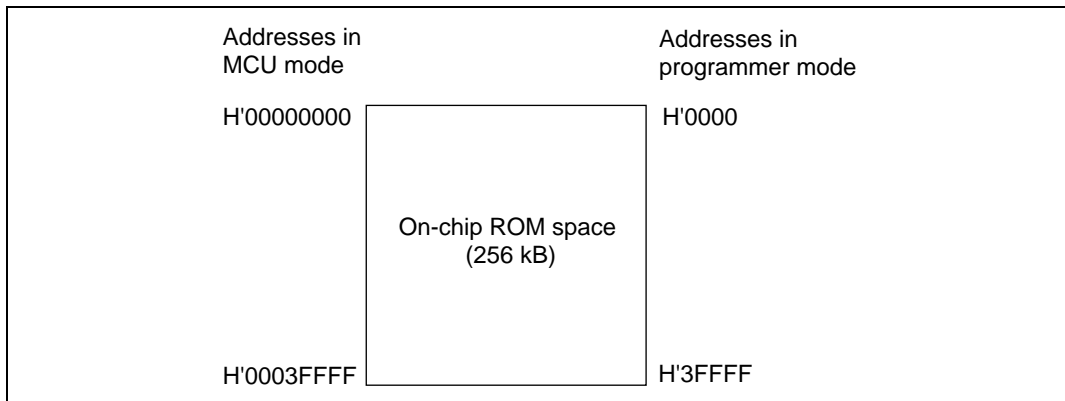 Addresses in
MCU mode
Addresses in
programmer mode
H'00000000
H'0000
On-chip ROM space
(256 kB)
H'0003FFFF
H'3FFFF